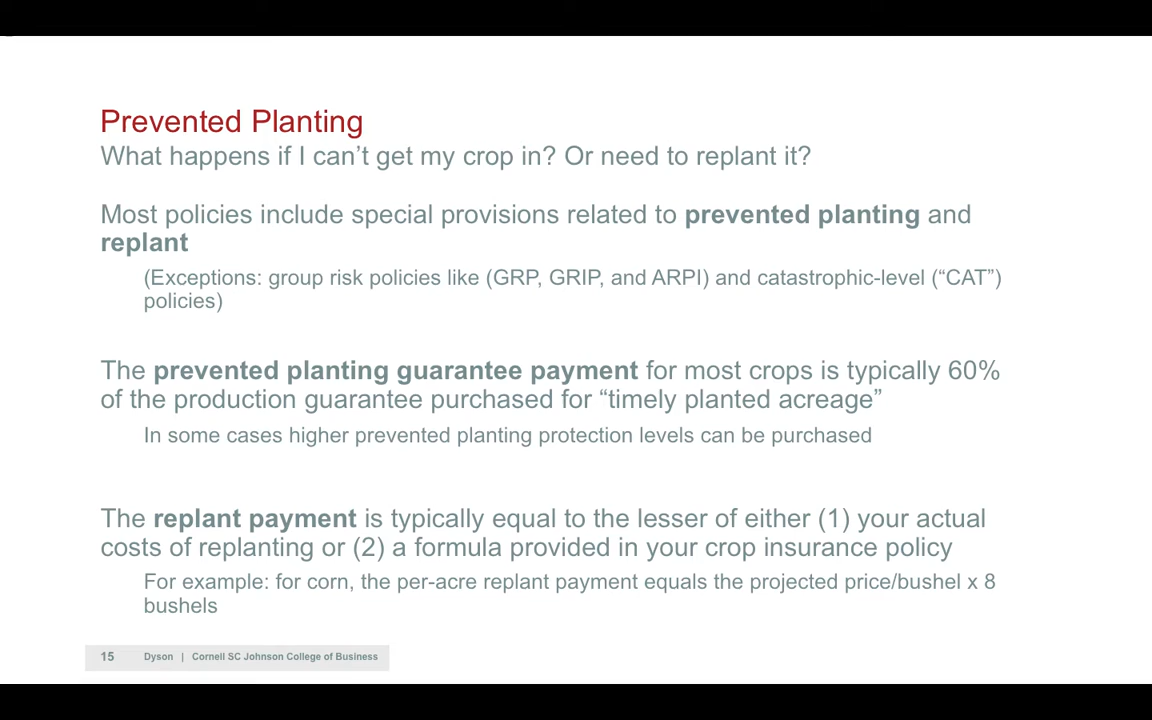 Prevented Planting
What happens if I can’t get my crop in? Or need to replant it?
Most policies include special provisions related to prevented planting and
replant
(Exceptions: group risk policies like (GRP, GRIP, and ARPI) and catastrophic-level (“CAT”)
policies)
The prevented planting guarantee payment for most crops is typically 60%
of the production guarantee purchased for “timely planted acreage”
In some cases higher prevented planting protection levels can be purchased
The replant payment is typically equal to the lesser of either (1) your actual
costs of replanting or (2) a formula provided in your crop insurance policy
For example: for corn, the per-acre replant payment equals the projected price/bushel x 8
bushels
15 Dyson | Cornell SC Johnson College of Business